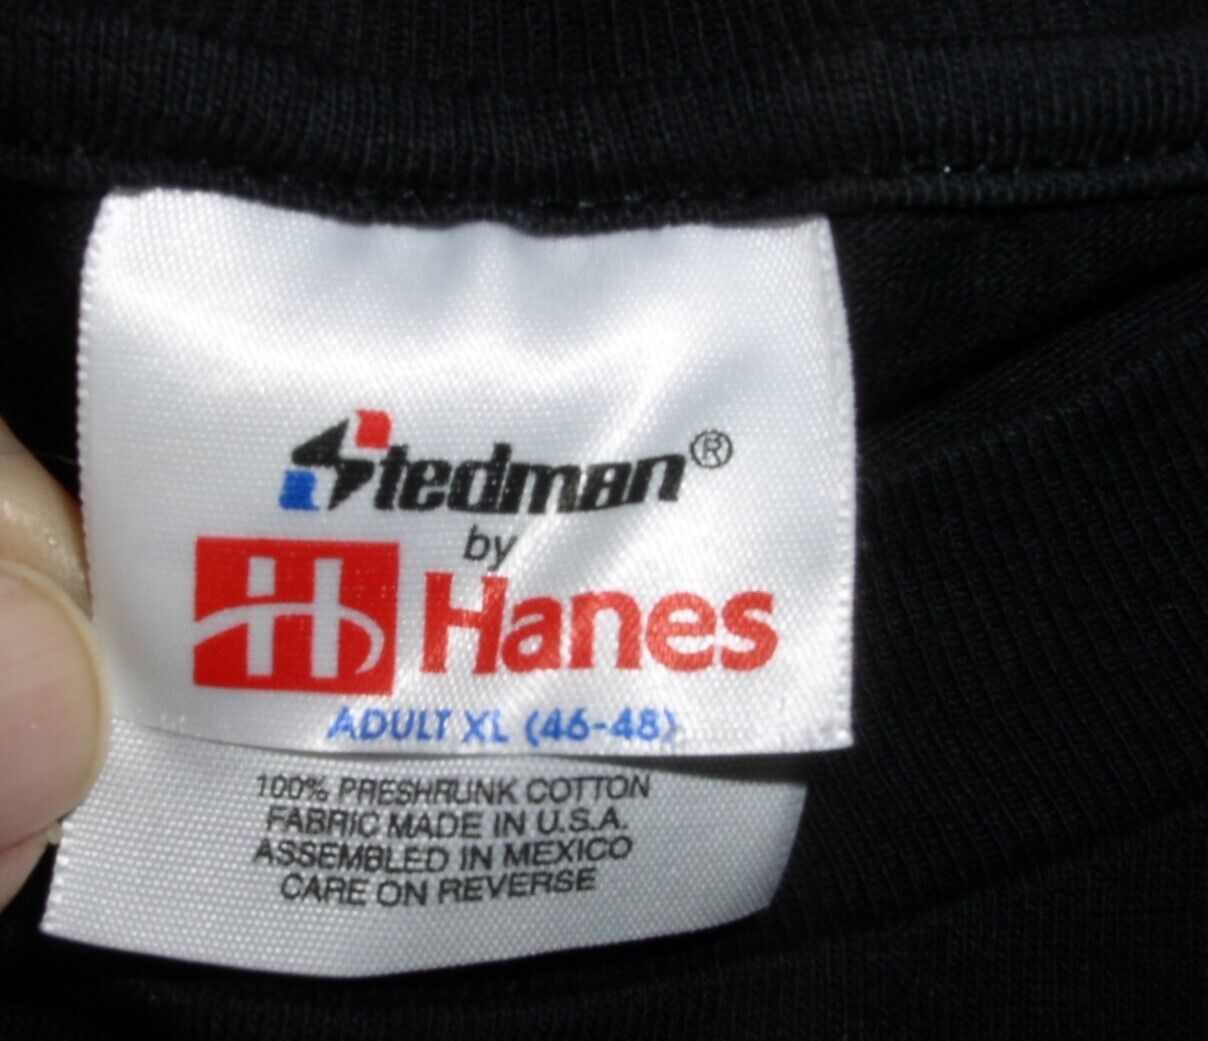 Stedman®
by
H Hanes
ADULT XL (46-48)
100% PRESHRUNK COTTON
FABRIC MADE IN U.S.A.
ASSEMBLED IN MEXICO
CARE ON REVERSE